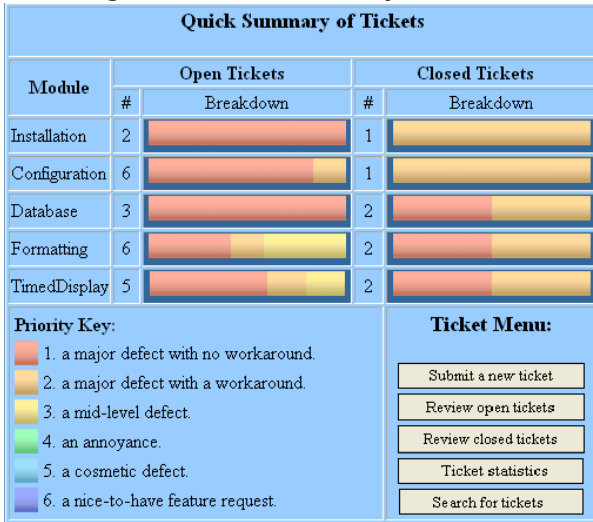 Quick Summary of Tickets
Module
Open Tickets
Closed Tickets
# Breakdown # Breakdown
Installation 2 1
Configuration 6 1
Database 3 2
Formatting 6 2
TimedDisplay 5 2
Priority Key:
1. a major defect with no workaround.
2. a major defect with a workaround.
3. a mid-level defect.
4. an annoyance.
5. a cosmetic defect.
6. a nice-to-have feature request.
Ticket Menu:
Submit a new ticket
Review open tickets
Review closed tickets
Ticket statistics
Search for tickets